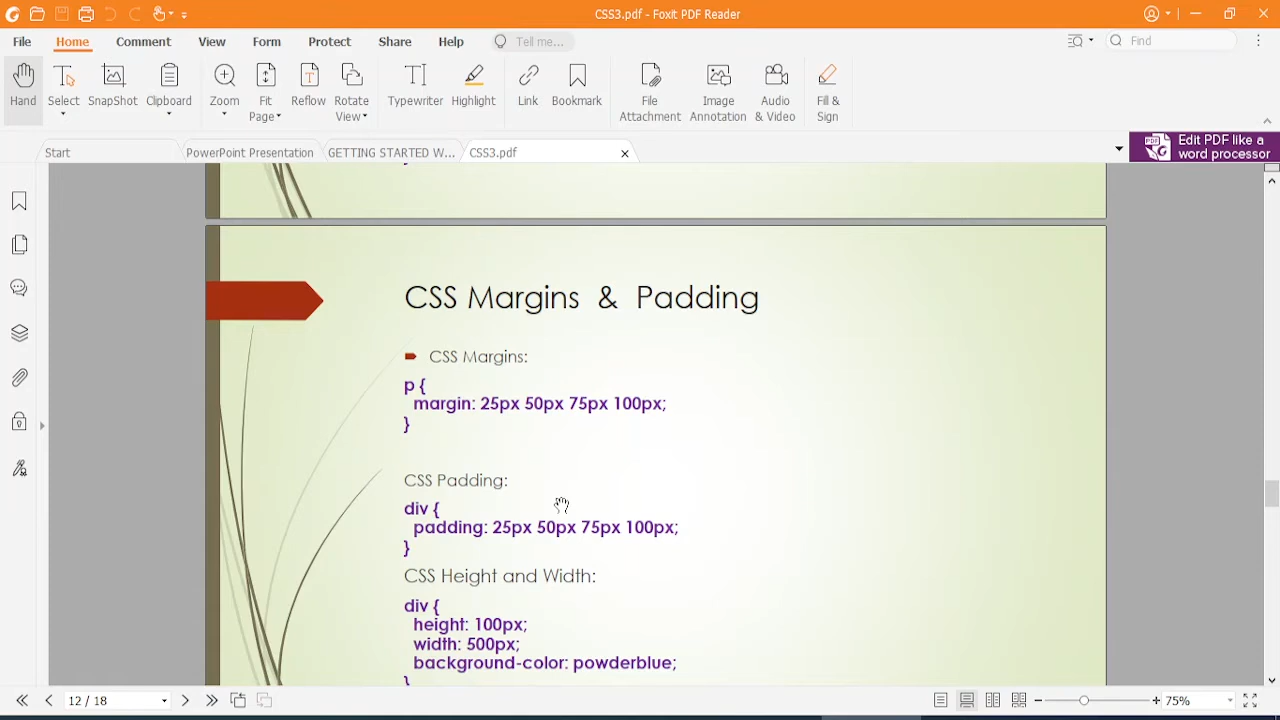 CSS3.pdf - Foxit PDF Reader
File Home Comment View Form Protect Share Help Tell me... Find
Hand Select SnapShot Clipboard Zoom Fit Page Reflow Rotate View Typewriter Highlight Link Bookmark File Attachment Image Annotation Audio & Video Fill & Sign
Start PowerPoint Presentation GETTING STARTED W... CSS3.pdf
Edit PDF like a
word processor
CSS Margins & Padding
CSS Margins:
p {
margin: 25px 50px 75px 100px;
}
CSS Padding:
div {
padding: 25px 50px 75px 100px;
}
CSS Height and Width:
div {
height: 100px;
width: 500px;
background-color: powderblue;
}
12 / 18
75%